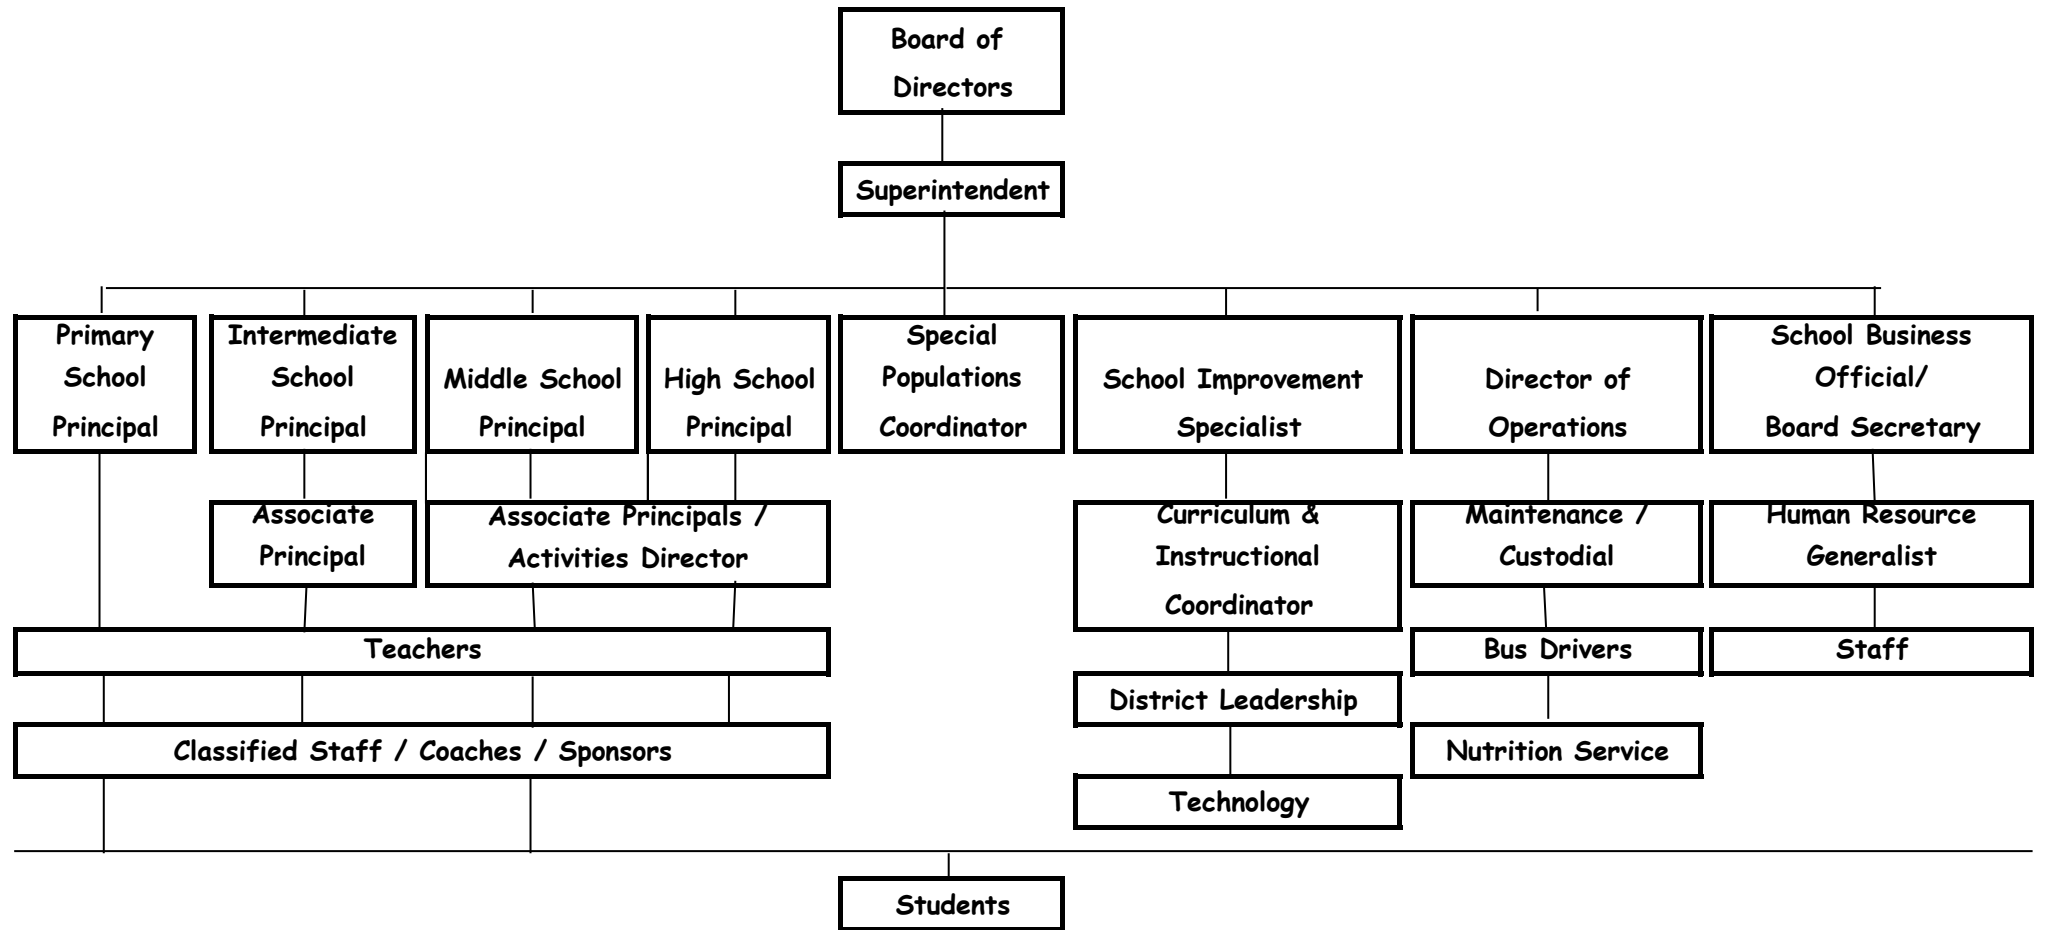 Board of
Directors
Superintendent
Primary
School
Principal
Intermediate
School
Principal
Middle School
Principal
High School
Principal
Special
Populations
Coordinator
School Improvement
Specialist
Director of
Operations
School Business
Official/
Board Secretary
Associate
Principal
Associate Principals /
Activities Director
Curriculum &
Instructional
Coordinator
Maintenance /
Custodial
Human Resource
Generalist
Teachers
Bus Drivers
Staff
District Leadership
Classified Staff / Coaches / Sponsors
Nutrition Service
Technology
Students